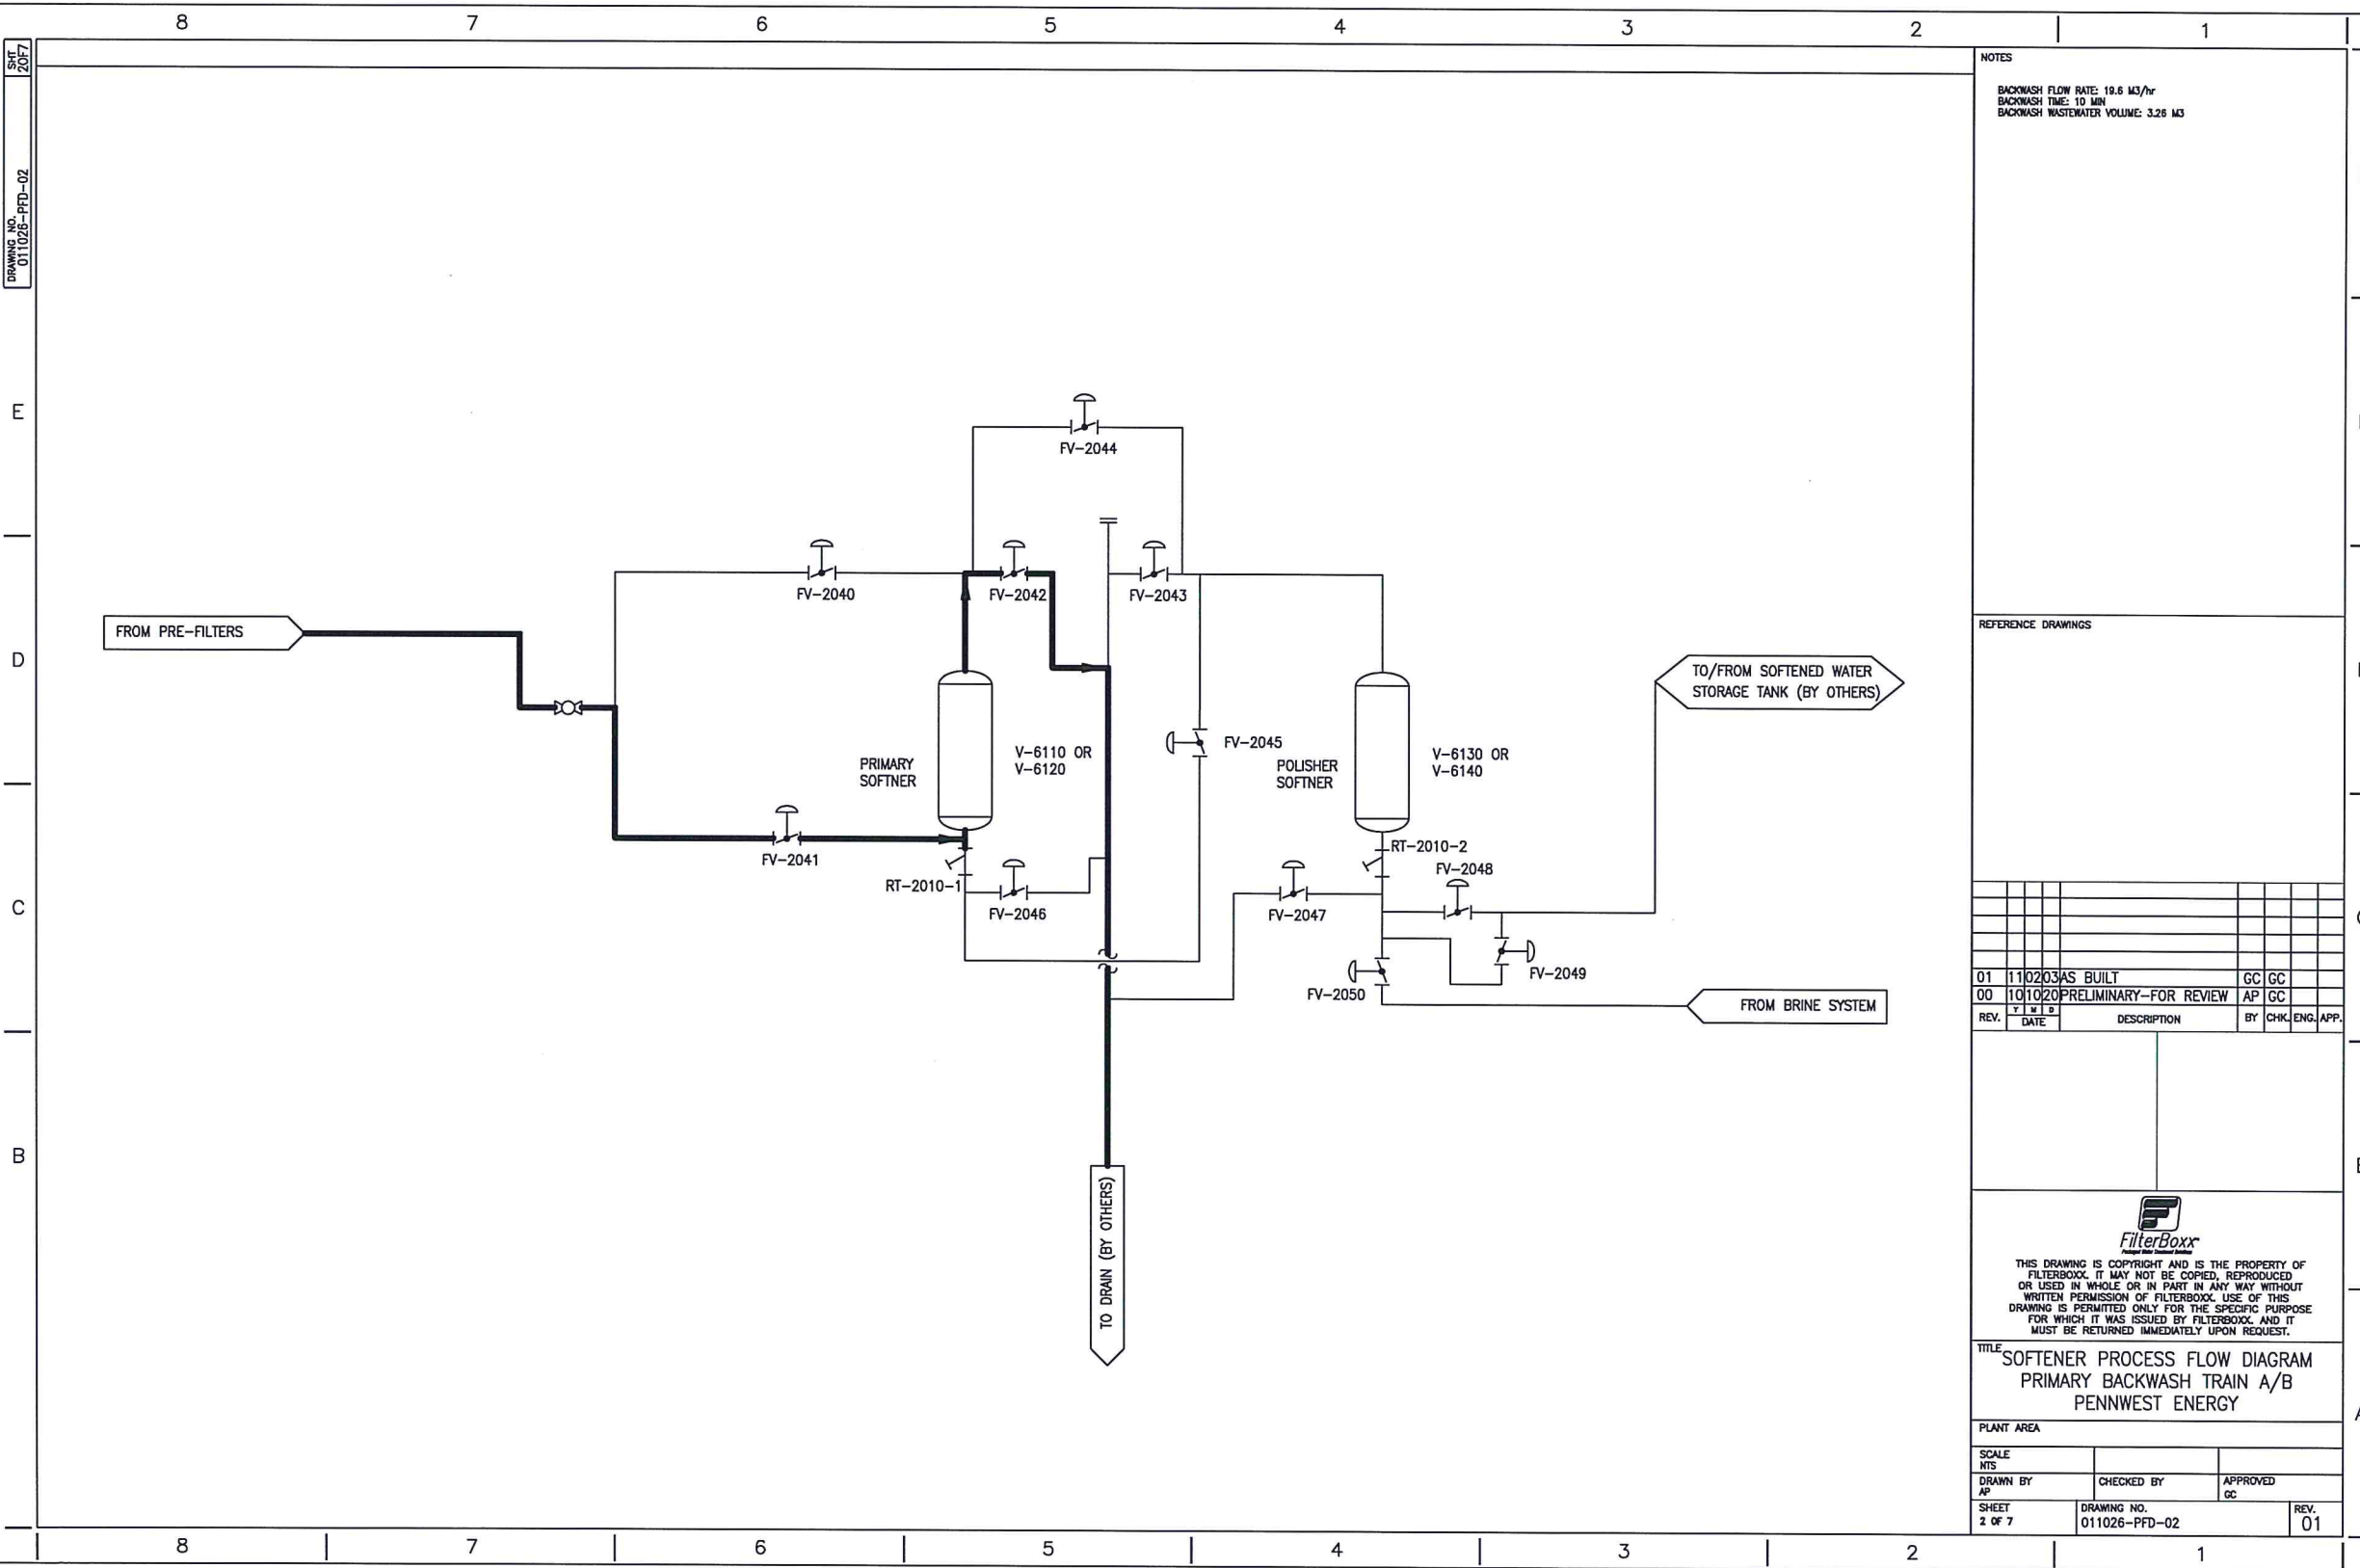 8 7 6 5 4 3 2 1
SHT
2OF7
DRAWING NO.
011026-PFD-02
E
D
C
B
FROM PRE-FILTERS
FV-2040
FV-2041
FV-2042
FV-2043
FV-2044
FV-2045
FV-2046
FV-2047
FV-2048
FV-2049
FV-2050
RT-2010-1
RT-2010-2
PRIMARY
SOFTNER
V-6110 OR
V-6120
POLISHER
SOFTNER
V-6130 OR
V-6140
TO/FROM SOFTENED WATER
STORAGE TANK (BY OTHERS)
FROM BRINE SYSTEM
TO DRAIN (BY OTHERS)
NOTES
BACKWASH FLOW RATE: 19.6 M3/hr
BACKWASH TIME: 10 MIN
BACKWASH WASTEWATER VOLUME: 3.26 M3
REFERENCE DRAWINGS
01 11 02 03 AS BUILT GC GC
00 10 10 20 PRELIMINARY-FOR REVIEW AP GC
REV. Y M D DATE DESCRIPTION BY CHK. ENG. APP.
FilterBoxx
THIS DRAWING IS COPYRIGHT AND IS THE PROPERTY OF
FILTERBOXX. IT MAY NOT BE COPIED, REPRODUCED
OR USED IN WHOLE OR IN PART IN ANY WAY WITHOUT
WRITTEN PERMISSION OF FILTERBOXX. USE OF THIS
DRAWING IS PERMITTED ONLY FOR THE SPECIFIC PURPOSE
FOR WHICH IT WAS ISSUED BY FILTERBOXX. AND IT
MUST BE RETURNED IMMEDIATELY UPON REQUEST.
TITLE
SOFTENER PROCESS FLOW DIAGRAM
PRIMARY BACKWASH TRAIN A/B
PENNWEST ENERGY
PLANT AREA
SCALE
NTS
DRAWN BY
AP
CHECKED BY
APPROVED
GC
SHEET
2 OF 7
DRAWING NO.
011026-PFD-02
REV.
01
8 7 6 5 4 3 2 1